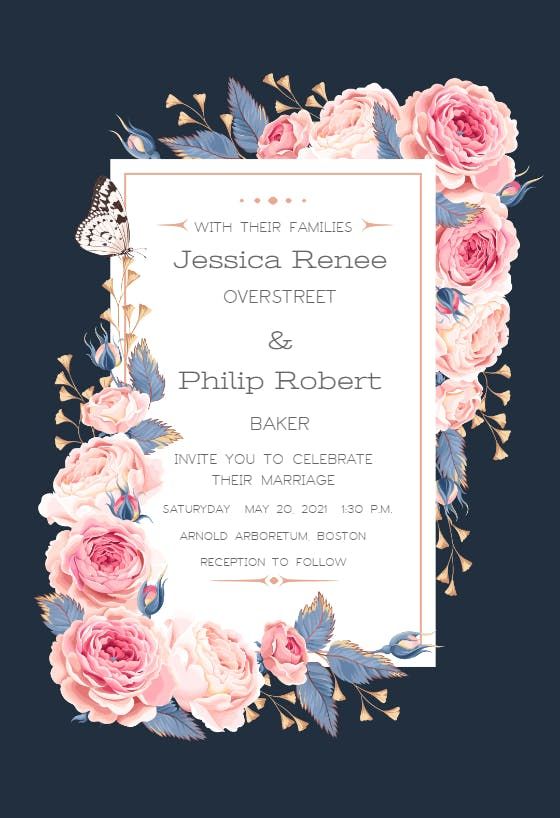 WITH THEIR FAMILIES
Jessica Renee
OVERSTREET
&
Philip Robert
BAKER
INVITE YOU TO CELEBRATE
THEIR MARRIAGE
SATURYDAY MAY 20, 2021 1:30 P.M.
ARNOLD ARBORETUM, BOSTON
RECEPTION TO FOLLOW